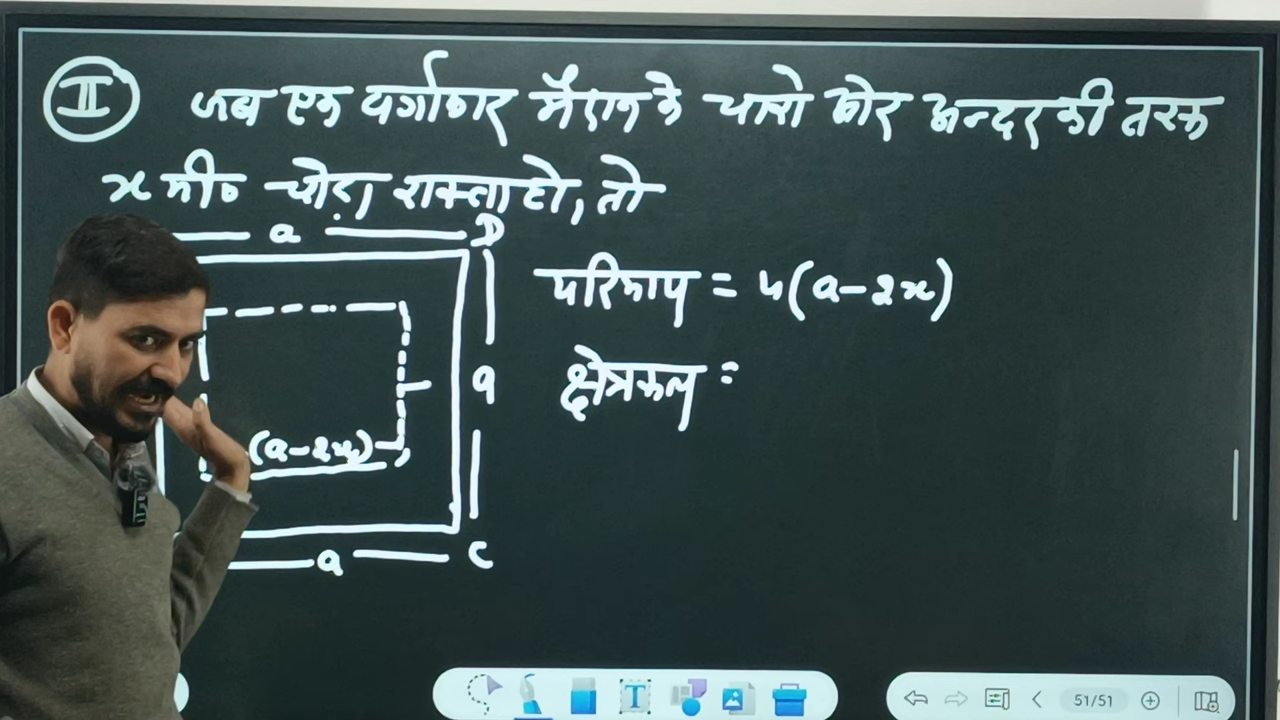 II जब एक वर्गाकार मैदान के चारो ओर अन्दर की तरफ
x मी० चौड़ा रास्ता हो, तो
a D
परिमाप = 4(a-2x)
a
क्षेत्रफल =
(a-2x)
a C
T
51/51